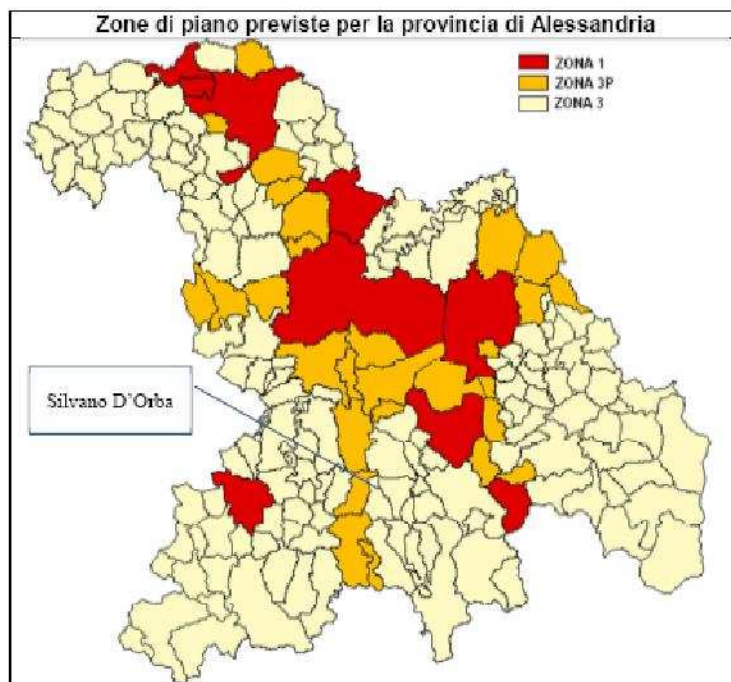 Zone di piano previste per la provincia di Alessandria
ZONA 1
ZONA 3P
ZONA 3
Silvano D'Orba